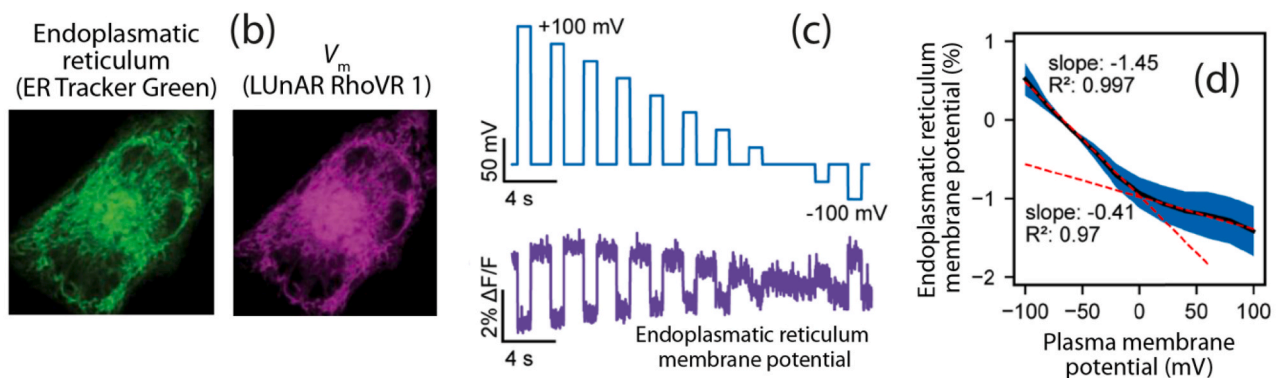 Endoplasmatic
reticulum
(ER Tracker Green)
(b)
Vm
(LUnAR RhoVR 1)
(c)
+100 mV
50 mV
4 s
-100 mV
2% ΔF/F
4 s
Endoplasmatic reticulum
membrane potential
(d)
Endoplasmatic reticulum
membrane potential (%)
1
0
−1
−2
slope: -1.45
R²: 0.997
slope: -0.41
R²: 0.97
−100 −50 0 50 100
Plasma membrane
potential (mV)